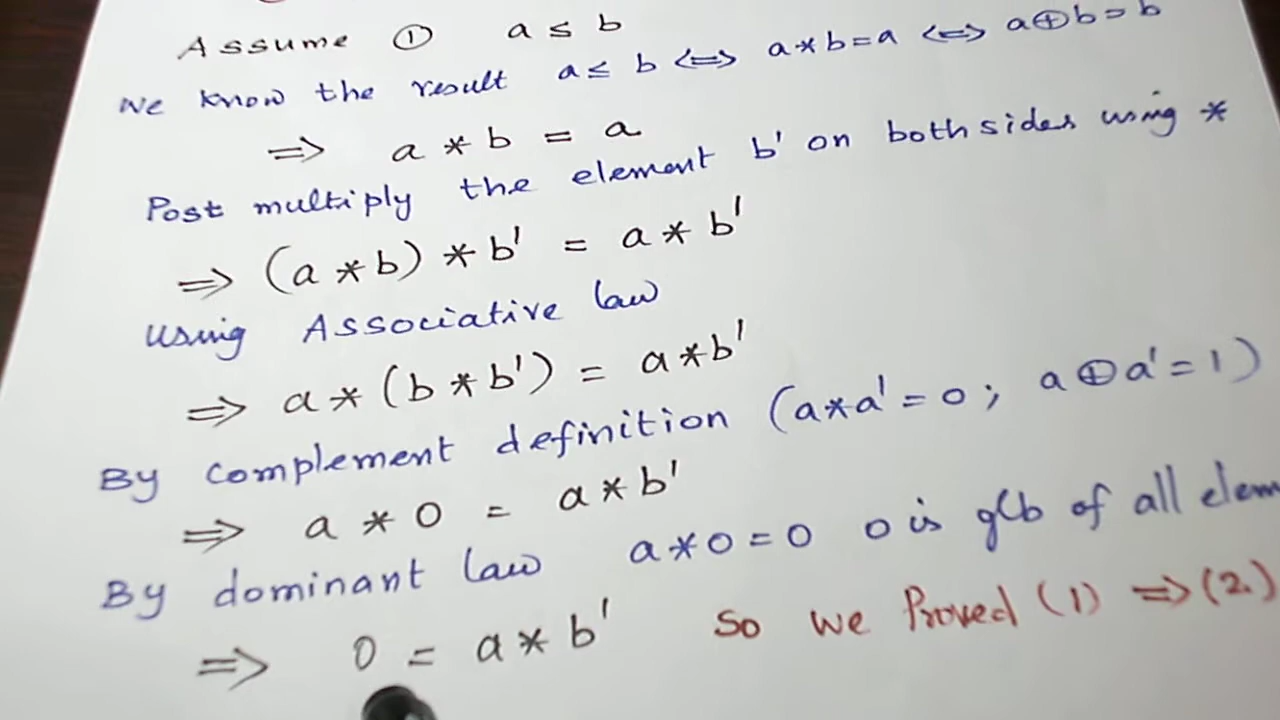 Assume ① a ≤ b
We know the result a ≤ b ⟺ a * b = a ⟺ a ⊕ b = b
⟹ a * b = a
Post multiply the element b' on both sides using *
⟹ (a * b) * b' = a * b'
using Associative law
⟹ a * (b * b') = a * b'
By complement definition (a * a' = 0 ; a ⊕ a' = 1)
⟹ a * 0 = a * b'
By dominant law a * 0 = 0 0 is glb of all elem
⟹ 0 = a * b' So we Proved (1) ⟹ (2)